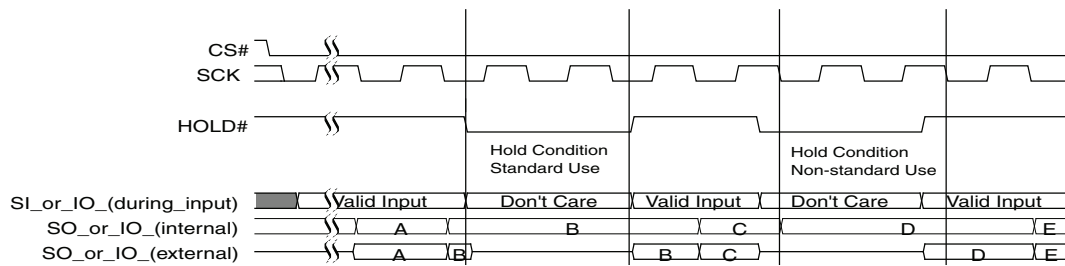 CS#
SCK
HOLD#
Hold Condition
Standard Use
Hold Condition
Non-standard Use
SI_or_IO_(during_input) Valid Input Don't Care Valid Input Don't Care Valid Input
SO_or_IO_(internal) A B C D E
SO_or_IO_(external) A B B C D E